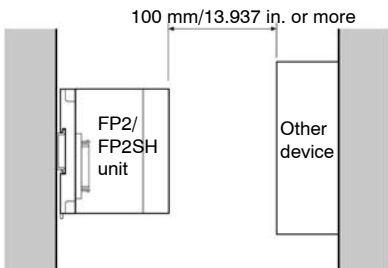 100 mm/13.937 in. or more
FP2/
FP2SH
unit
Other
device